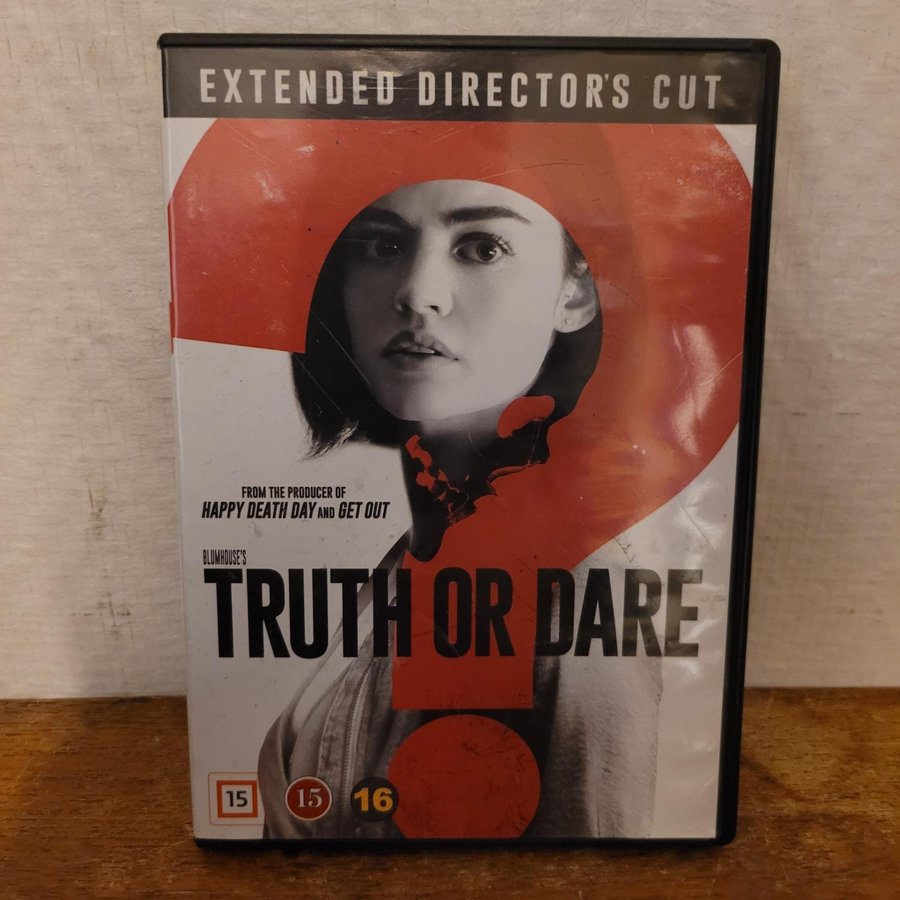 EXTENDED DIRECTOR'S CUT
FROM THE PRODUCER OF
HAPPY DEATH DAY AND GET OUT
BLUMHOUSE'S
TRUTH OR DARE
15 15 16